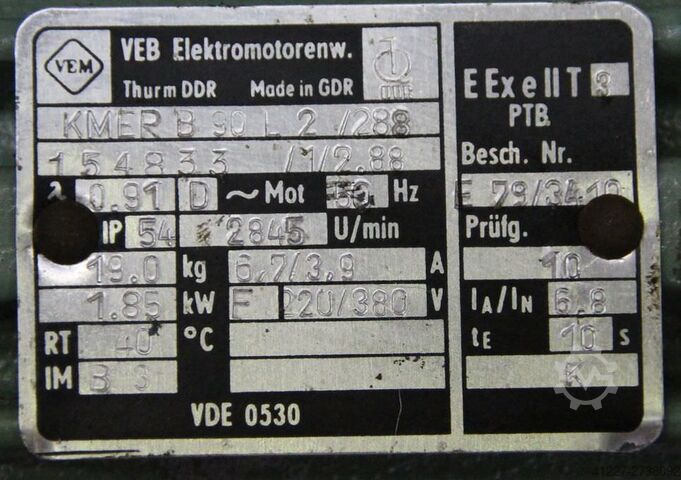 VEM
VEB Elektromotorenw.
Thurm DDR Made in GDR
KMER B 90 L 2 /288
154833 /1/2.88
λ 0.91 D ~ Mot 50 Hz
IP 54 2845 U/min
19.0 kg 6,7/3,9 A
1.85 kW F 220/380 V
RT 40 °C
IM B 3
VDE 0530
EEx e II T 3
PTB.
Besch. Nr.
E 79/3410
Prüfg.
10
IA/IN 6,8
tE 10 s
K